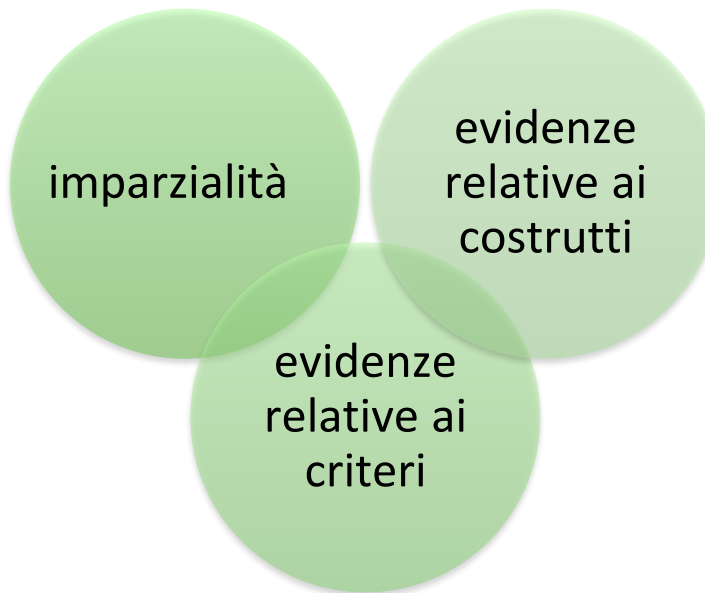 imparzialità
evidenze
relative ai
costrutti
evidenze
relative ai
criteri